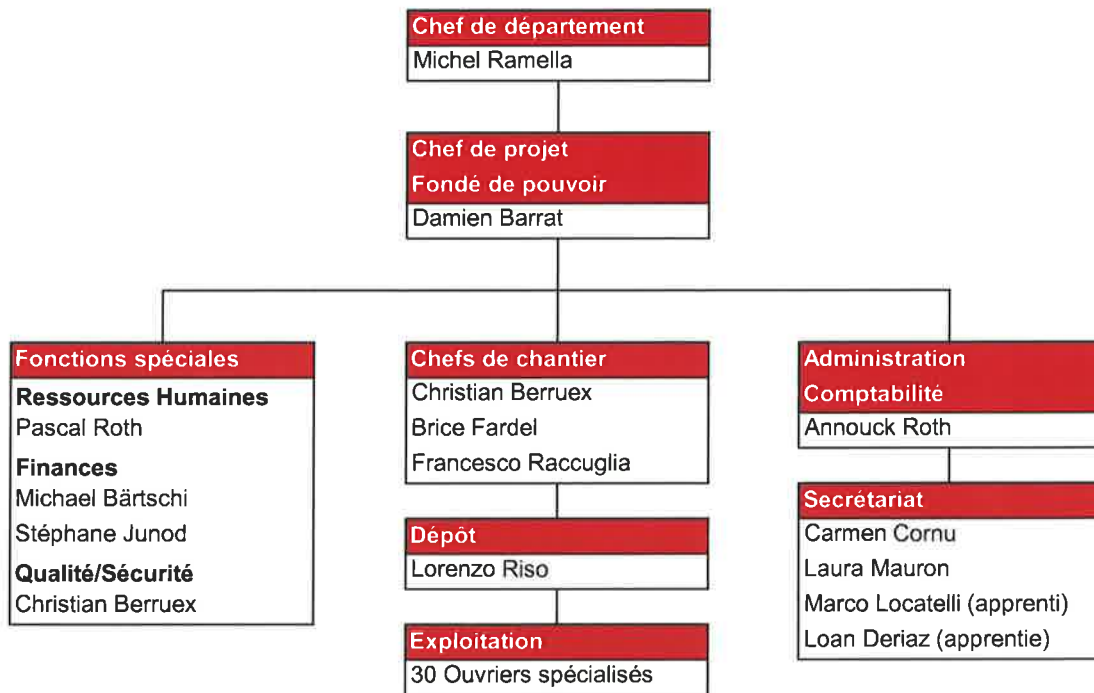 Chef de département
Michel Ramella
Chef de projet
Fondé de pouvoir
Damien Barrat
Fonctions spéciales
Ressources Humaines
Pascal Roth
Finances
Michael Bärtschi
Stéphane Junod
Qualité/Sécurité
Christian Berruex
Chefs de chantier
Christian Berruex
Brice Fardel
Francesco Raccuglia
Dépôt
Lorenzo Riso
Exploitation
30 Ouvriers spécialisés
Administration
Comptabilité
Annouck Roth
Secrétariat
Carmen Cornu
Laura Mauron
Marco Locatelli (apprenti)
Loan Deriaz (apprentie)